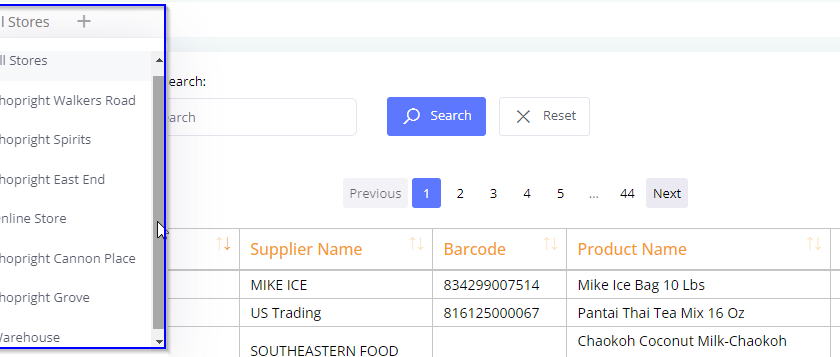 l Stores +
ll Stores
hopright Walkers Road
hopright Spirits
hopright East End
nline Store
hopright Cannon Place
hopright Grove
Warehouse
earch:
arch
Search
Reset
Previous 1 2 3 4 5 ... 44 Next
e
Supplier Name Barcode Product Name
MIKE ICE 834299007514 Mike Ice Bag 10 Lbs
US Trading 816125000067 Pantai Thai Tea Mix 16 Oz
SOUTHEASTERN FOOD Chaokoh Coconut Milk-Chaokoh